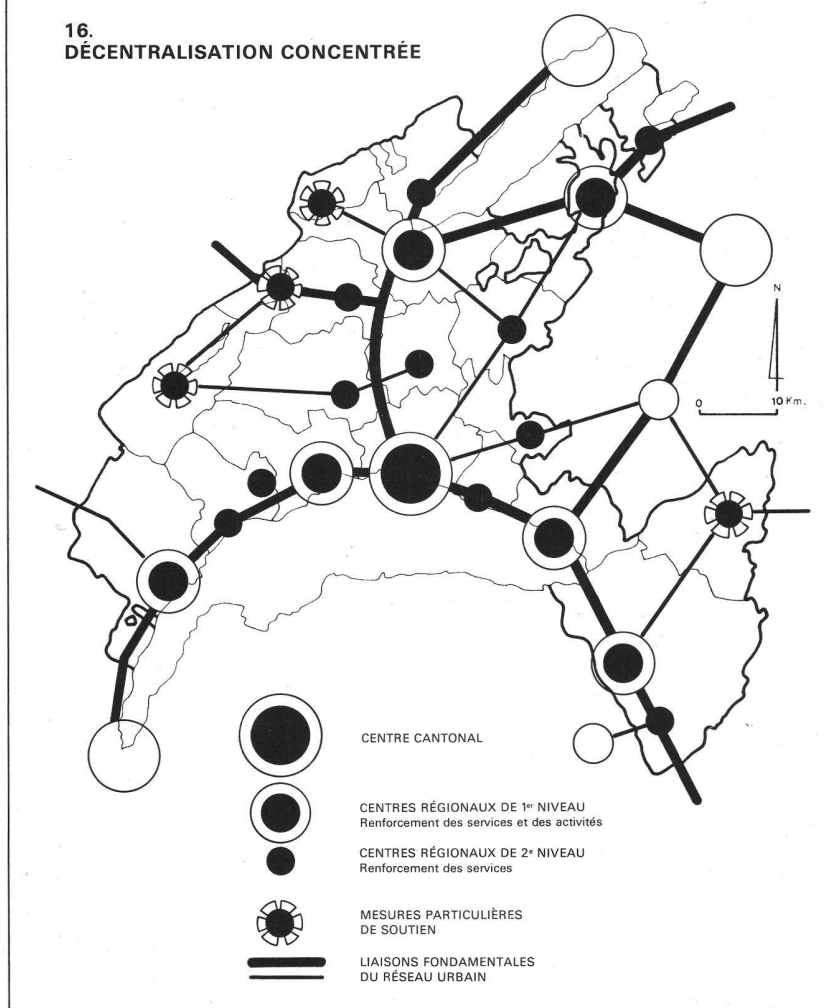 16.
DÉCENTRALISATION CONCENTRÉE
N
0 10 Km.
CENTRE CANTONAL
CENTRES RÉGIONAUX DE 1er NIVEAU
Renforcement des services et des activités
CENTRES RÉGIONAUX DE 2e NIVEAU
Renforcement des services
MESURES PARTICULIÈRES
DE SOUTIEN
LIAISONS FONDAMENTALES
DU RÉSEAU URBAIN